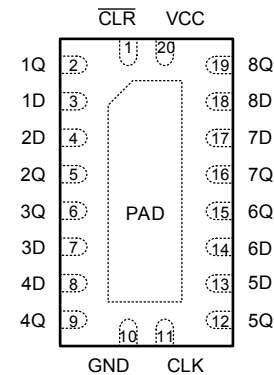 C̅L̅R̅ VCC
1 20
1Q 2 19 8Q
1D 3 18 8D
2D 4 17 7D
2Q 5 16 7Q
3Q 6 PAD 15 6Q
3D 7 14 6D
4D 8 13 5D
4Q 9 12 5Q
10 11
GND CLK